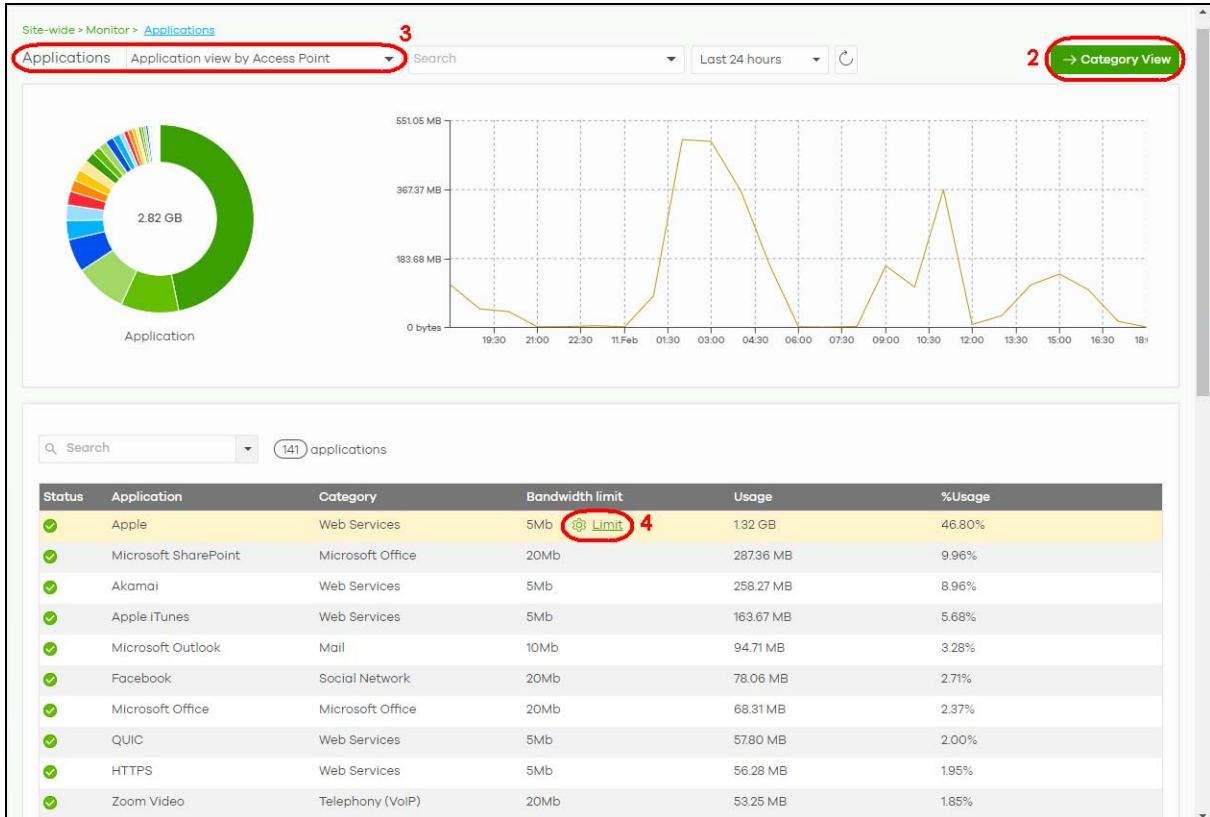 Site-wide > Monitor > Applications
3
Applications Application view by Access Point Search Last 24 hours 2 → Category View
551.05 MB
367.37 MB
2.82 GB
183.68 MB
0 bytes
Application
19:30 21:00 22:30 11.Feb 01:30 03:00 04:30 06:00 07:30 09:00 10:30 12:00 13:30 15:00 16:30
Search 141 applications
Status Application Category Bandwidth limit Usage %Usage
Apple Web Services 5Mb Limit 4 1.32 GB 46.80%
Microsoft SharePoint Microsoft Office 20Mb 287.36 MB 9.96%
Akamai Web Services 5Mb 258.27 MB 8.96%
Apple iTunes Web Services 5Mb 163.67 MB 5.68%
Microsoft Outlook Mail 10Mb 94.71 MB 3.28%
Facebook Social Network 20Mb 78.06 MB 2.71%
Microsoft Office Microsoft Office 20Mb 68.31 MB 2.37%
QUIC Web Services 5Mb 57.80 MB 2.00%
HTTPS Web Services 5Mb 56.28 MB 1.95%
Zoom Video Telephony (VoIP) 20Mb 53.25 MB 1.85%